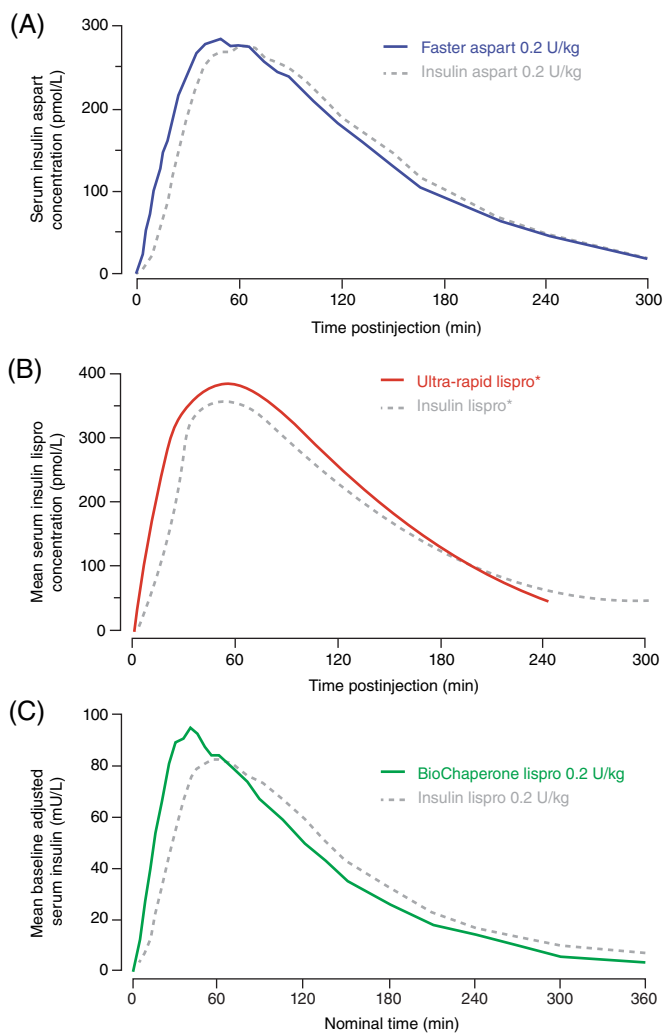 (A)
300
200
100
0
Serum insulin aspart
concentration (pmol/L)
Faster aspart 0.2 U/kg
Insulin aspart 0.2 U/kg
0 60 120 180 240 300
Time postinjection (min)
(B)
400
300
200
100
0
Mean serum insulin lispro
concentration (pmol/L)
Ultra-rapid lispro*
Insulin lispro*
0 60 120 180 240 300
Time postinjection (min)
(C)
100
80
60
40
20
0
Mean baseline adjusted
serum insulin (mU/L)
BioChaperone lispro 0.2 U/kg
Insulin lispro 0.2 U/kg
0 60 120 180 240 300 360
Nominal time (min)